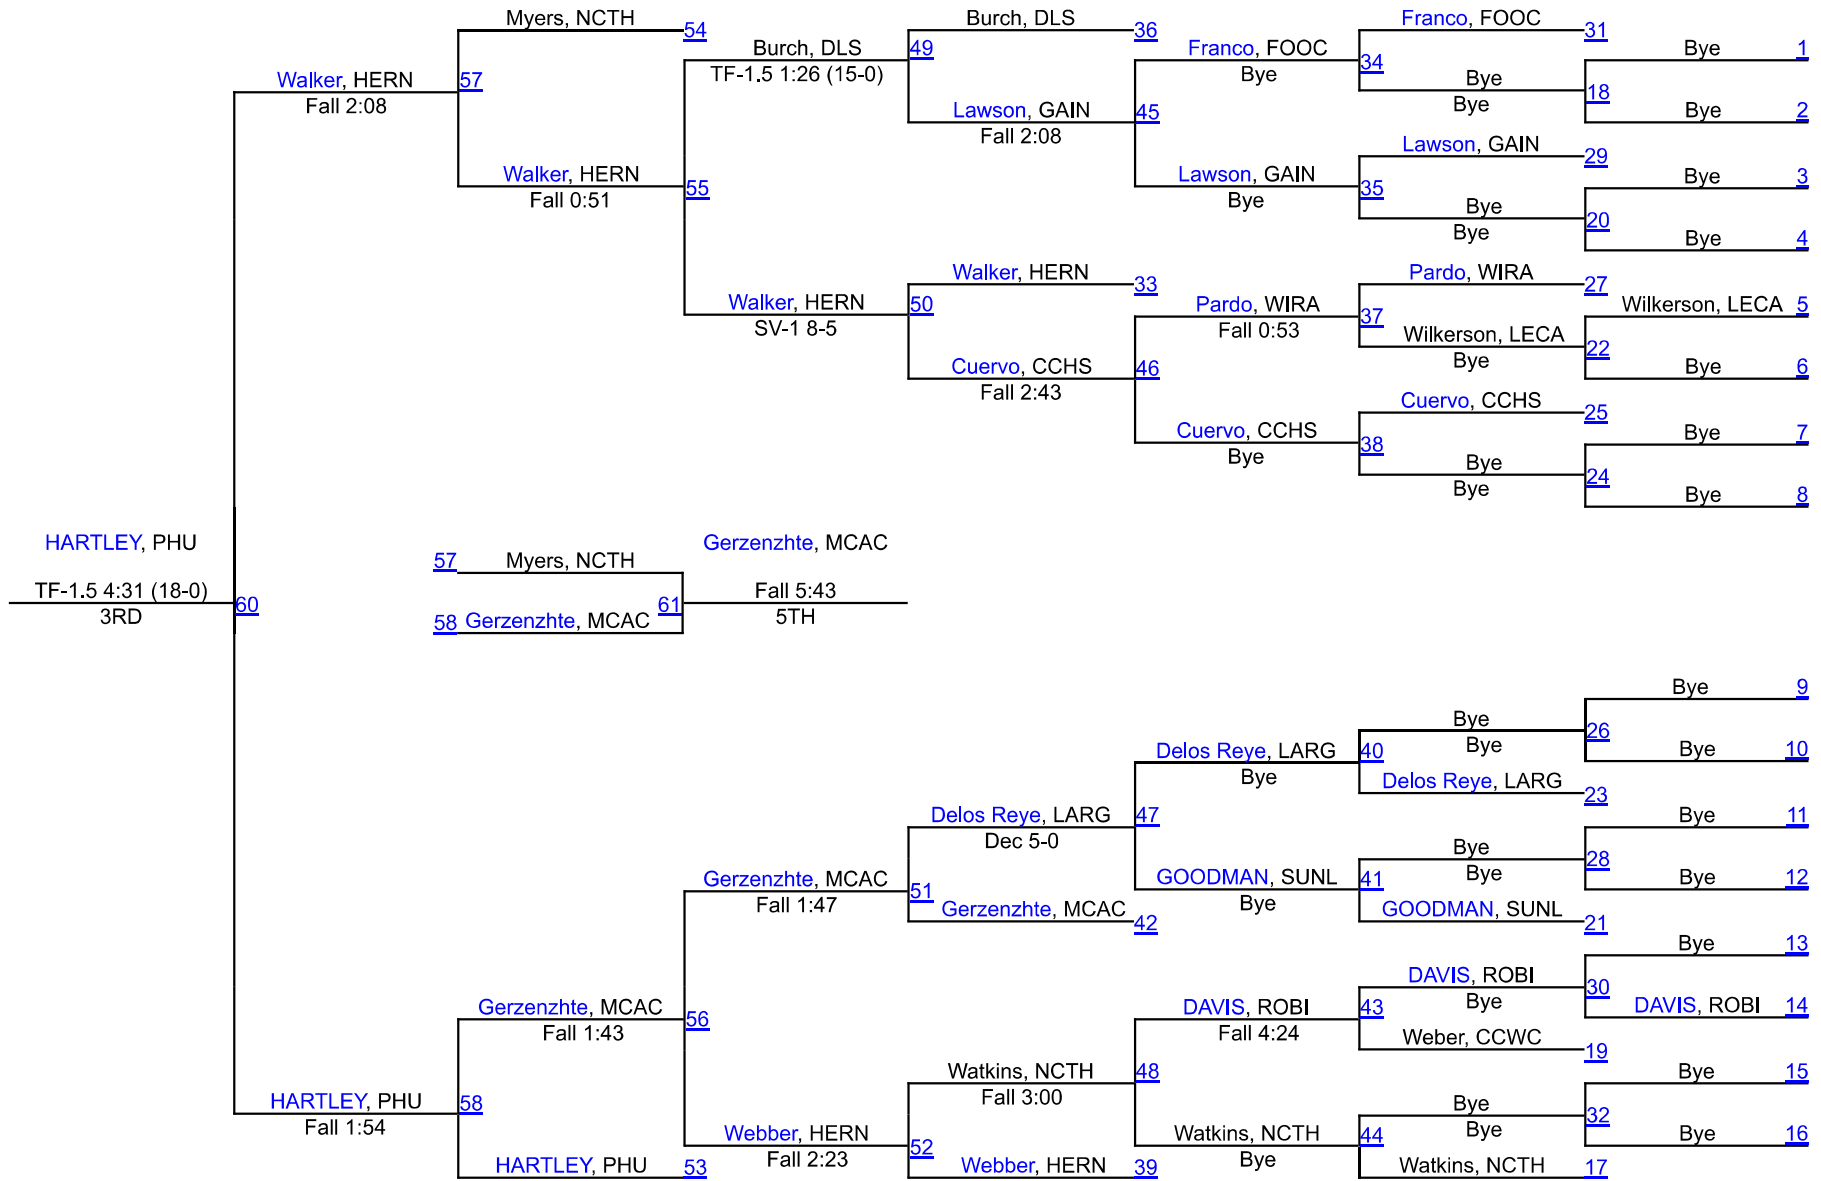 Myers, NCTH
54
Burch, DLS
36
Franco, FOOC
31
Burch, DLS
49
Franco, FOOC
Bye
1
TF-1.5 1:26 (15-0)
Bye
34
Walker, HERN
57
Bye
18
Fall 2:08
Bye
Lawson, GAIN
45
Bye
2
Fall 2:08
Lawson, GAIN
29
Walker, HERN
55
Lawson, GAIN
35
Bye
3
Fall 0:51
Bye
Bye
20
Bye
Bye
4
Walker, HERN
33
Pardo, WIRA
27
Walker, HERN
50
Pardo, WIRA
37
Wilkerson, LECA
5
SV-1 8-5
Fall 0:53
Wilkerson, LECA
22
Bye
Cuervo, CCHS
46
Bye
6
Fall 2:43
Cuervo, CCHS
25
Cuervo, CCHS
38
Bye
7
Bye
Bye
24
Bye
Bye
8
HARTLEY, PHU
Gerzenzhte, MCAC
57
Myers, NCTH
TF-1.5 4:31 (18-0)
60
Fall 5:43
3RD
61
5TH
58
Gerzenzhte, MCAC
Bye
9
Bye
26
Bye
Delos Reye, LARG
40
Bye
10
Bye
Delos Reye, LARG
23
Delos Reye, LARG
47
Bye
11
Dec 5-0
Bye
28
Bye
Gerzenzhte, MCAC
51
GOODMAN, SUNL
41
Bye
12
Fall 1:47
Bye
Gerzenzhte, MCAC
42
GOODMAN, SUNL
21
Bye
13
DAVIS, ROBI
30
Bye
Gerzenzhte, MCAC
56
DAVIS, ROBI
43
DAVIS, ROBI
14
Fall 1:43
Fall 4:24
Weber, CCWC
19
Watkins, NCTH
48
Bye
15
Fall 3:00
HARTLEY, PHU
58
Bye
32
Fall 1:54
Bye
Webber, HERN
52
Watkins, NCTH
44
Bye
16
Fall 2:23
Bye
HARTLEY, PHU
53
Webber, HERN
39
Watkins, NCTH
17